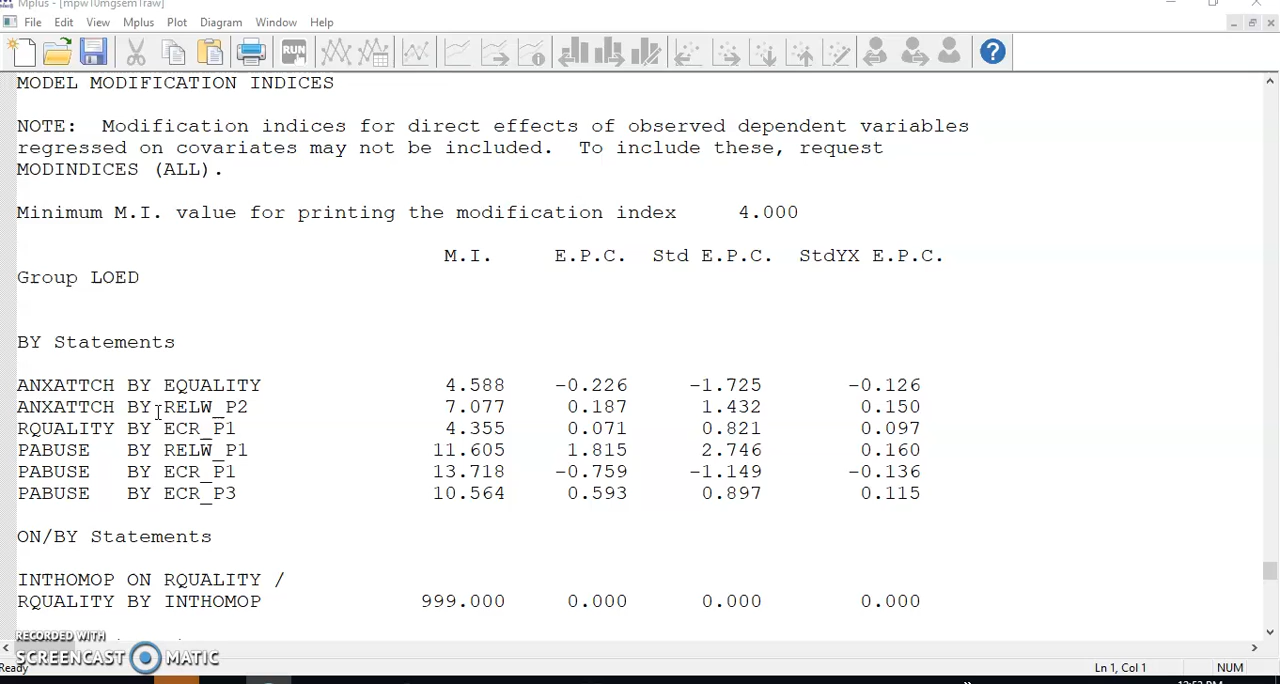 Mplus - [mpw10mgsem1raw]
File Edit View Mplus Plot Diagram Window Help
RUN
MODEL MODIFICATION INDICES
NOTE: Modification indices for direct effects of observed dependent variables
regressed on covariates may not be included. To include these, request
MODINDICES (ALL).
Minimum M.I. value for printing the modification index 4.000
M.I. E.P.C. Std E.P.C. StdYX E.P.C.
Group LOED
BY Statements
ANXATTCH BY EQUALITY 4.588 -0.226 -1.725 -0.126
ANXATTCH BY RELW_P2 7.077 0.187 1.432 0.150
RQUALITY BY ECR_P1 4.355 0.071 0.821 0.097
PABUSE BY RELW_P1 11.605 1.815 2.746 0.160
PABUSE BY ECR_P1 13.718 -0.759 -1.149 -0.136
PABUSE BY ECR_P3 10.564 0.593 0.897 0.115
ON/BY Statements
INTHOMOP ON RQUALITY /
RQUALITY BY INTHOMOP 999.000 0.000 0.000 0.000
RECORDED WITH
SCREENCAST MATIC
Ready Ln 1, Col 1 NUM